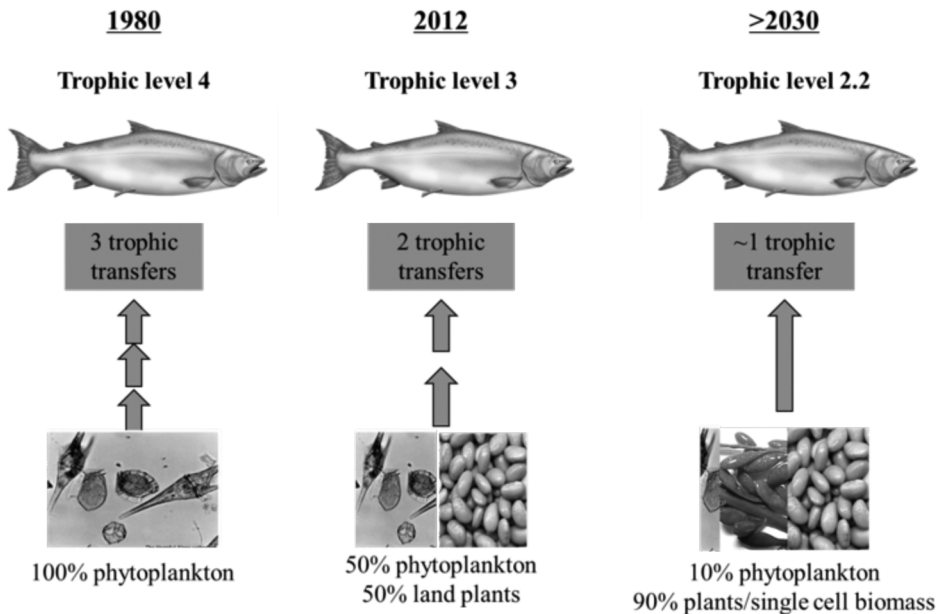 1980
Trophic level 4
3 trophic
transfers
100% phytoplankton
2012
Trophic level 3
2 trophic
transfers
50% phytoplankton
50% land plants
>2030
Trophic level 2.2
~1 trophic
transfer
10% phytoplankton
90% plants/single cell biomass